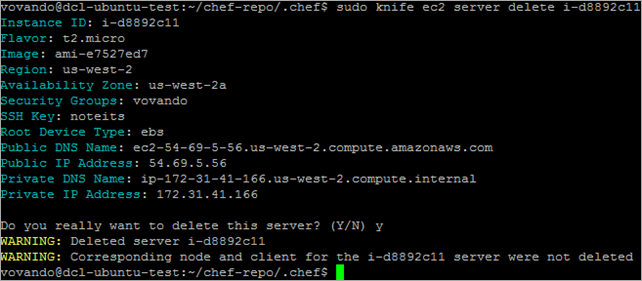 vovando@dcl-ubuntu-test:~/chef-repo/.chef$ sudo knife ec2 server delete i-d8892c11
Instance ID: i-d8892c11
Flavor: t2.micro
Image: ami-e7527ed7
Region: us-west-2
Availability Zone: us-west-2a
Security Groups: vovando
SSH Key: noteits
Root Device Type: ebs
Public DNS Name: ec2-54-69-5-56.us-west-2.compute.amazonaws.com
Public IP Address: 54.69.5.56
Private DNS Name: ip-172-31-41-166.us-west-2.compute.internal
Private IP Address: 172.31.41.166
Do you really want to delete this server? (Y/N) y
WARNING: Deleted server i-d8892c11
WARNING: Corresponding node and client for the i-d8892c11 server were not deleted
vovando@dcl-ubuntu-test:~/chef-repo/.chef$